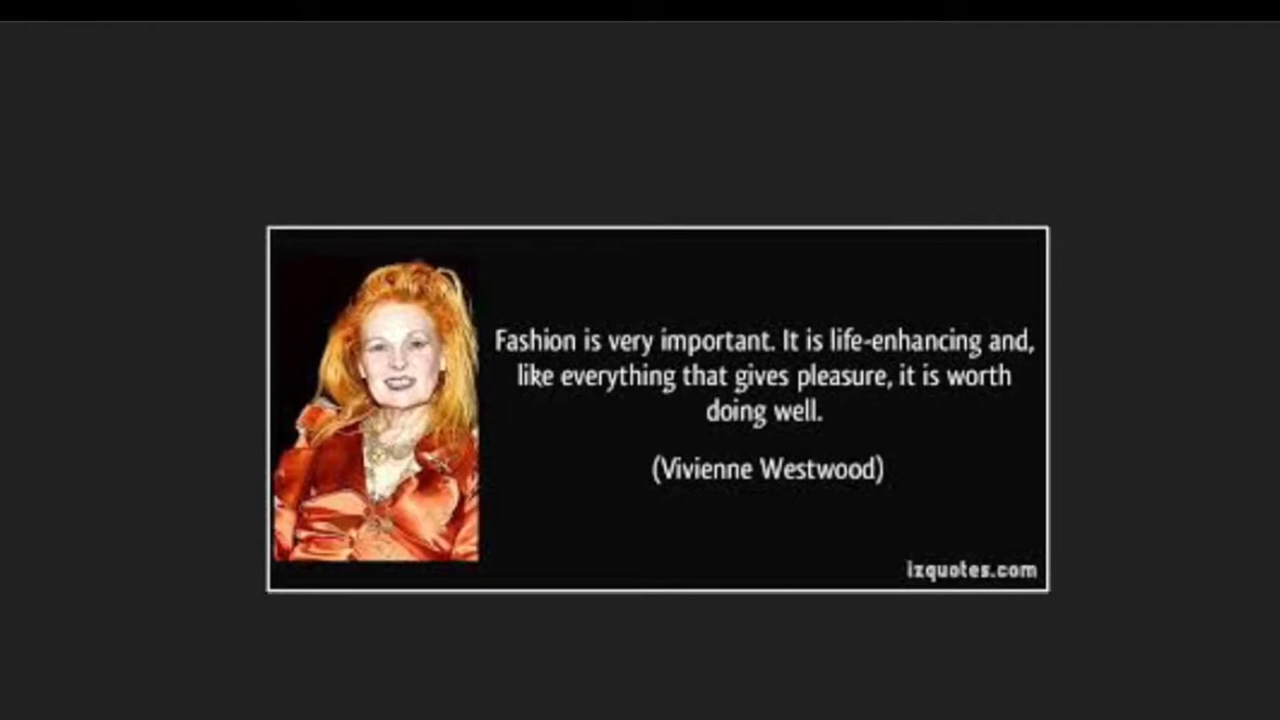 Fashion is very important. It is life-enhancing and,
like everything that gives pleasure, it is worth
doing well.
(Vivienne Westwood)
izquotes.com